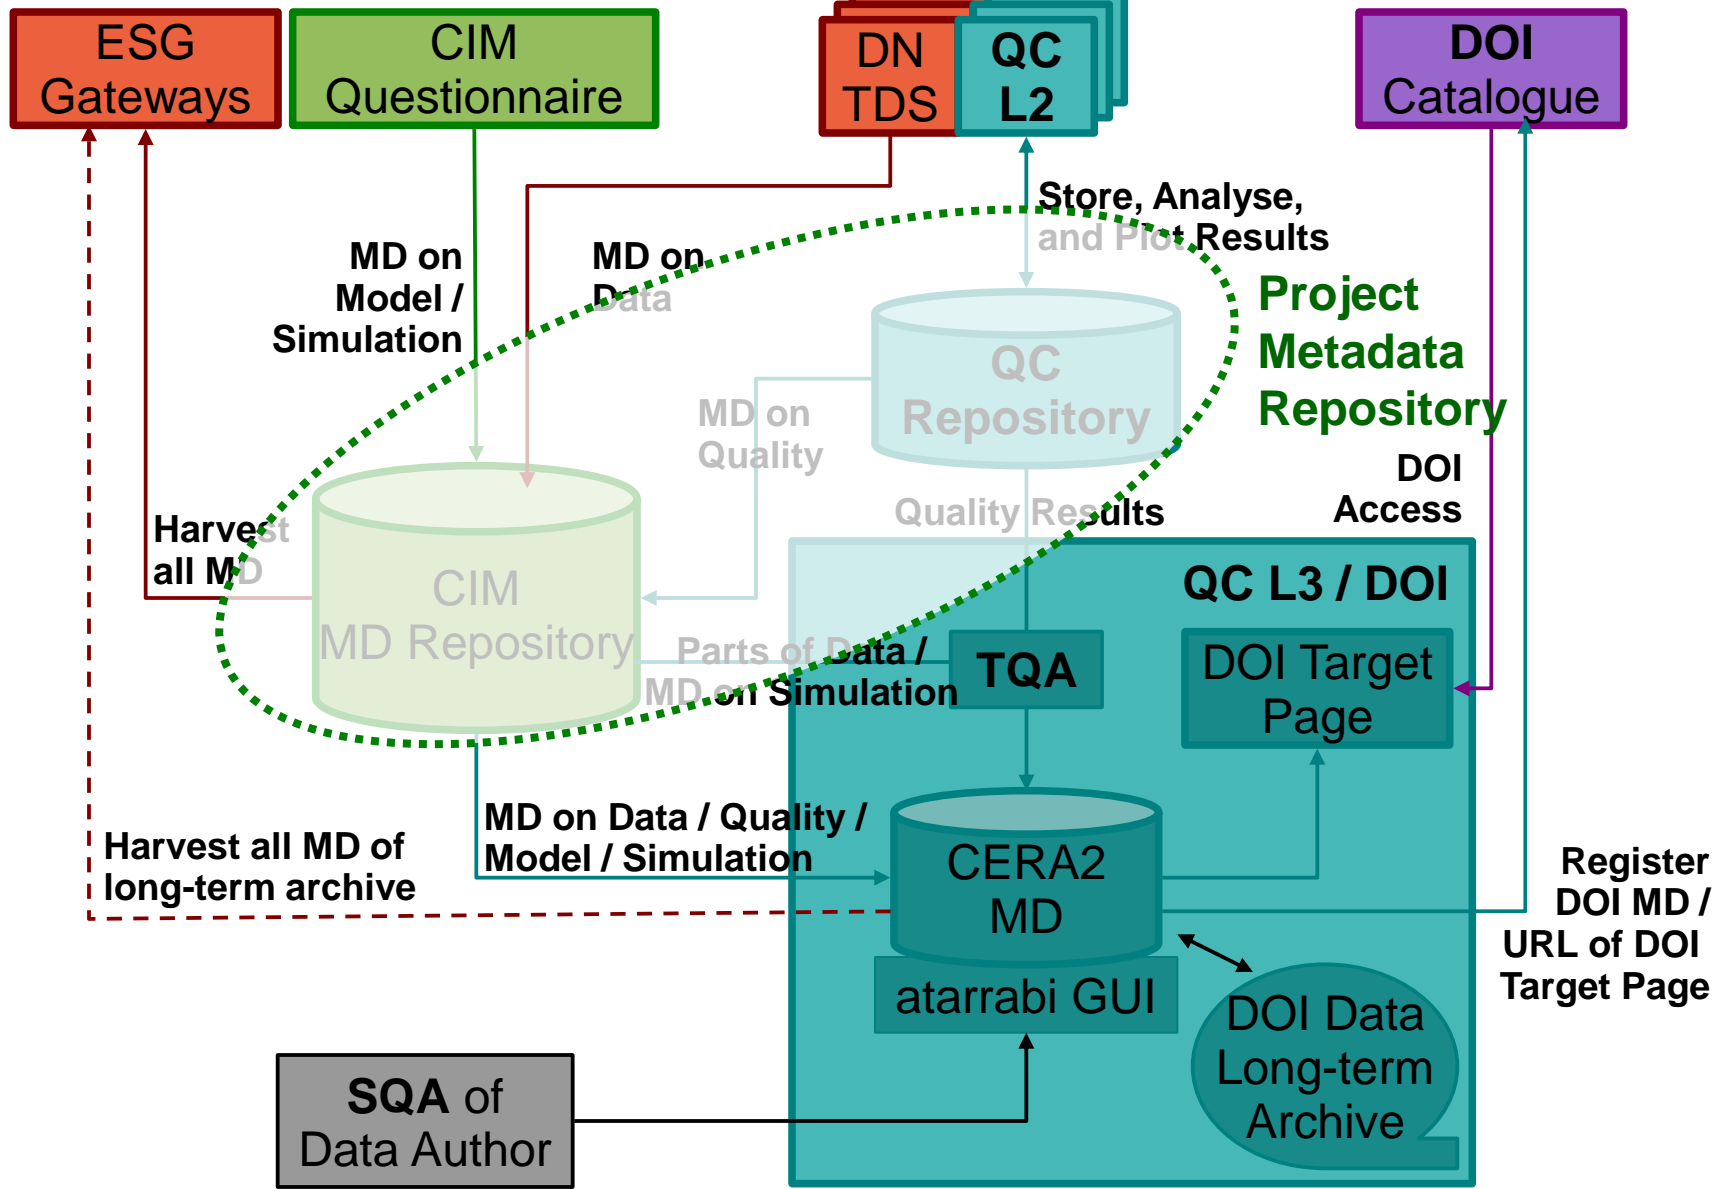 ESG
Gateways
CIM
Questionnaire
DN
TDS
QC
L2
DOI
Catalogue
Store, Analyse,
and Plot Results
MD on
Model /
Simulation
MD on
Data
Project
Metadata
Repository
QC
Repository
MD on
Quality
DOI
Access
Quality Results
Harvest
all MD
CIM
MD Repository
QC L3 / DOI
Parts of Data /
MD on Simulation
TQA
DOI Target
Page
MD on Data / Quality /
Model / Simulation
Harvest all MD of
long-term archive
CERA2
MD
Register
DOI MD /
URL of DOI
Target Page
atarrabi GUI
DOI Data
Long-term
Archive
SQA of
Data Author